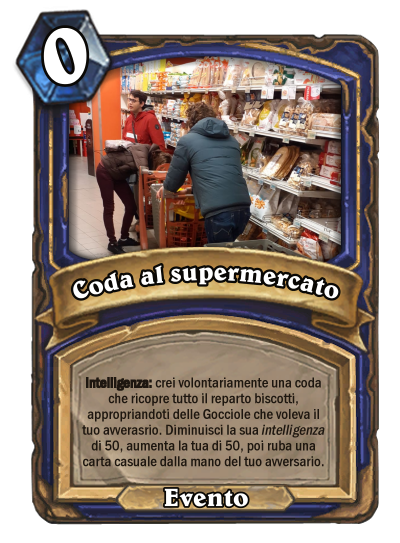 0
Coda al supermercato
Intelligenza: crei volontariamente una coda
che ricopre tutto il reparto biscotti,
appropriandoti delle Gocciole che voleva il
tuo avverasrio. Diminuisci la sua intelligenza
di 50, aumenta la tua di 50, poi ruba una
carta casuale dalla mano del tuo avversario.
Evento